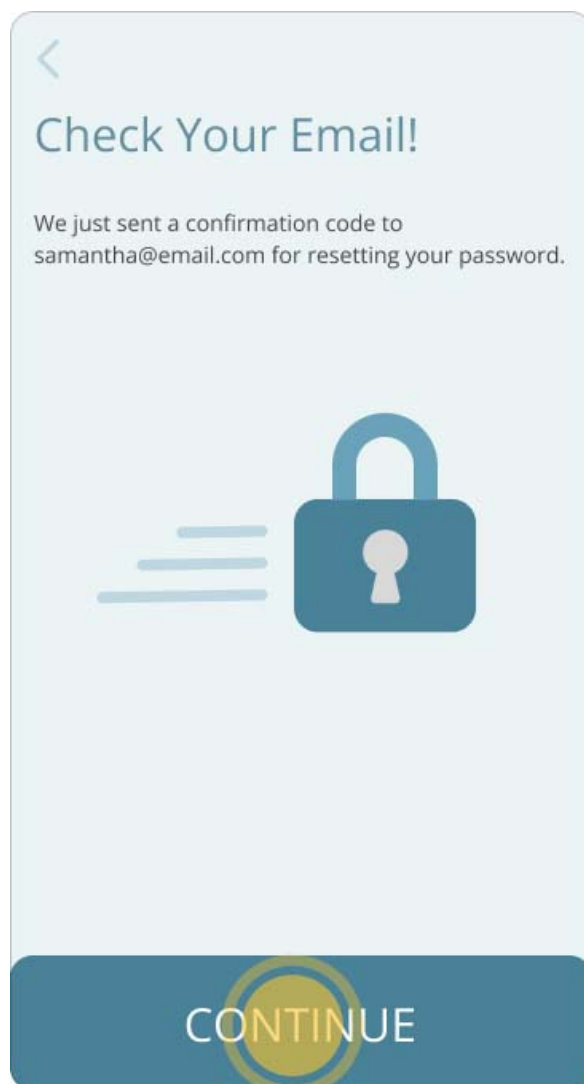 Check Your Email!
We just sent a confirmation code to
samantha@email.com for resetting your password.
CONTINUE